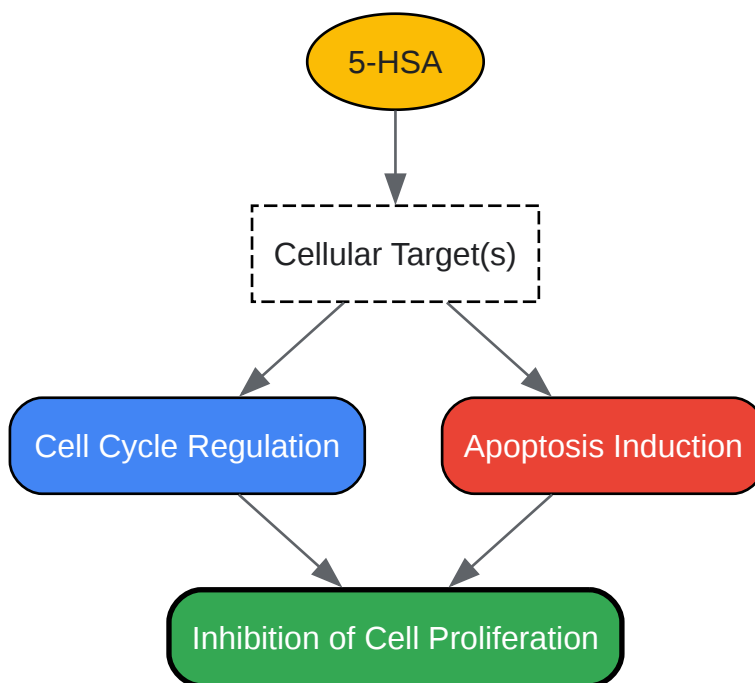 5-HSA
Cellular Target(s)
Cell Cycle Regulation
Apoptosis Induction
Inhibition of Cell Proliferation